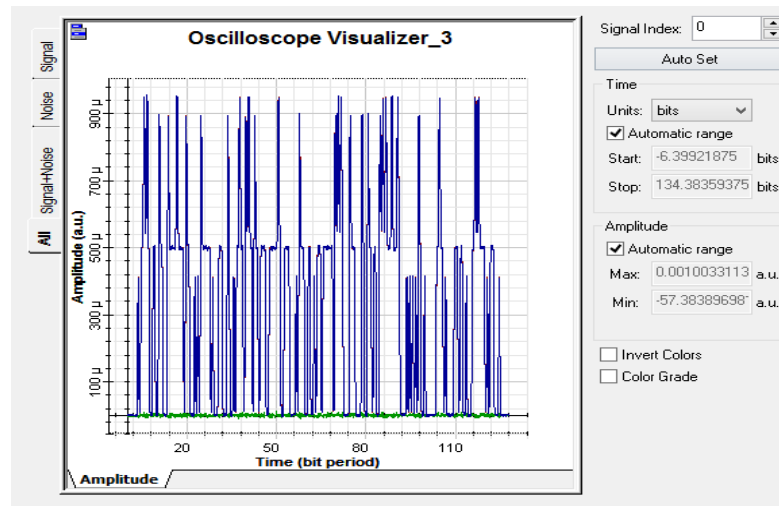 Oscilloscope Visualizer_3
Signal
Noise
Signal+Noise
All
Amplitude (a.u.)
900 µ
700 µ
500 µ
300 µ
100 µ
20 50 80 110
Time (bit period)
Amplitude
Signal Index: 0
Auto Set
Time
Units: bits
Automatic range
Start: -6.39921875 bits
Stop: 134.38359375 bits
Amplitude
Automatic range
Max: 0.0010033113 a.u.
Min: -57.38389698 a.u.
Invert Colors
Color Grade